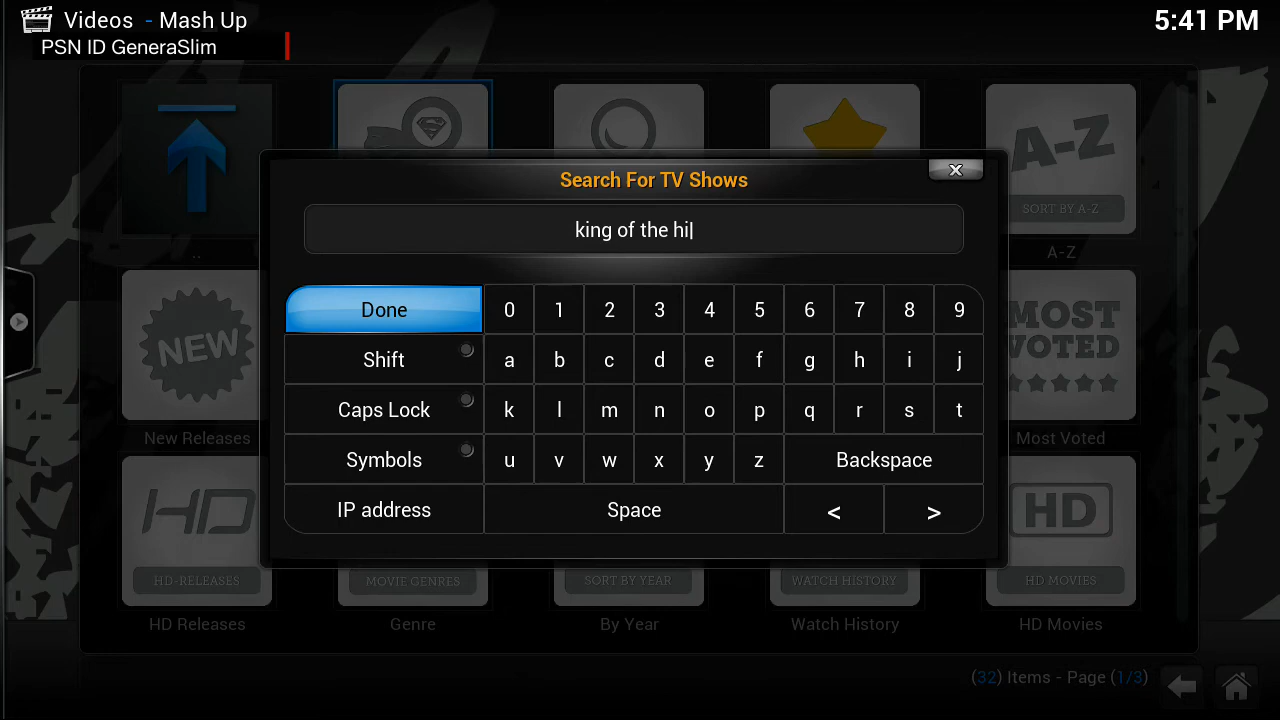 Videos - Mash Up
5:41 PM
PSN ID GeneraSlim
A-Z
SORT BY A-Z
..
A-Z
Search For TV Shows
x
king of the hi
Done 0 1 2 3 4 5 6 7 8 9
Shift a b c d e f g h i j
Caps Lock k l m n o p q r s t
Symbols u v w x y z Backspace
IP address Space < >
NEW
MOST
VOTED
New Releases
Most Voted
HD
HD
HD-RELEASES
MOVIE GENRES
SORT BY YEAR
WATCH HISTORY
HD MOVIES
HD Releases
Genre
By Year
Watch History
HD Movies
(32) Items - Page (1/3)